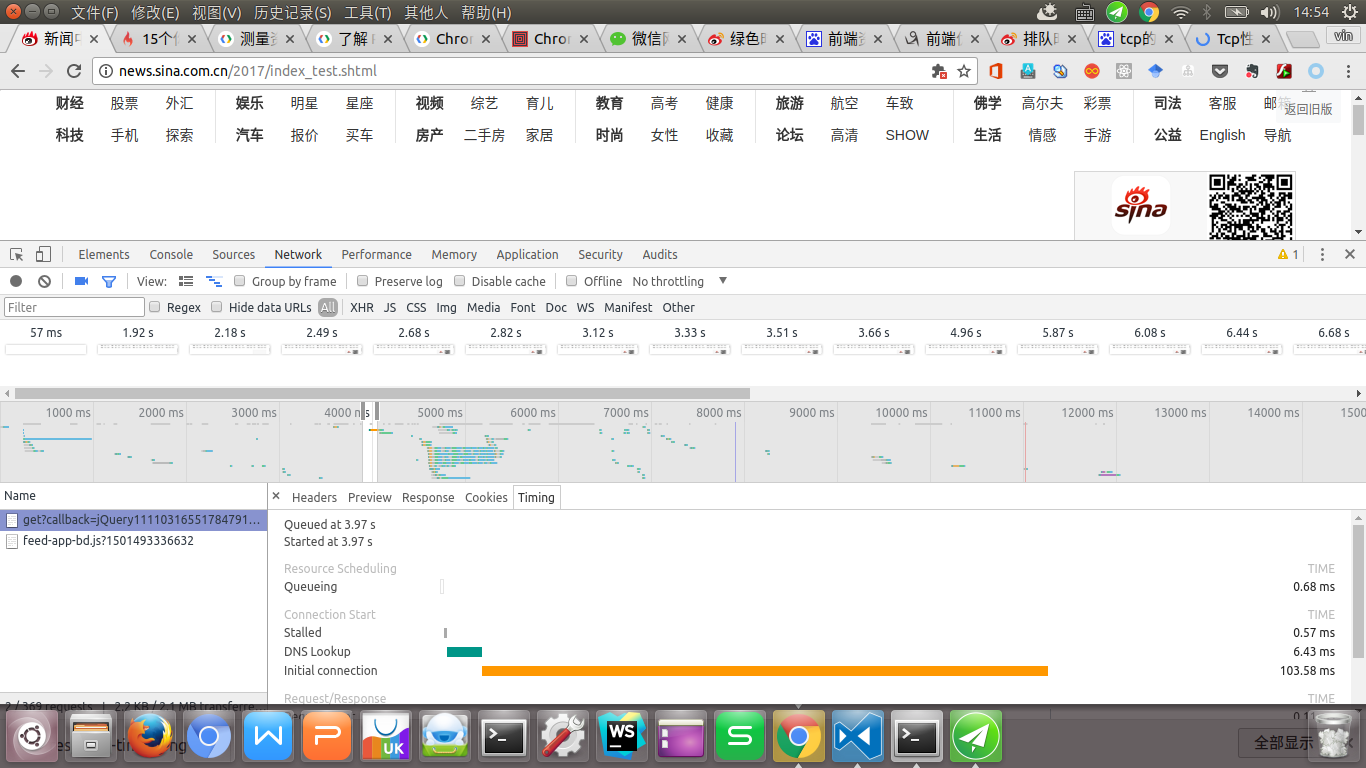 文件(F) 修改(E) 视图(V) 历史记录(S) 工具(T) 其他人 帮助(H) 14:54
新闻中 15个 测量资 了解 Chrom Chrom 微信网 绿色 前端资 前端 排队 tcp的 Tcp性 vin
news.sina.com.cn/2017/index_test.shtml
财经 股票 外汇 娱乐 明星 星座 视频 综艺 育儿 教育 高考 健康 旅游 航空 车致 佛学 高尔夫 彩票 司法 客服 邮箱 返回旧版
科技 手机 探索 汽车 报价 买车 房产 二手房 家居 时尚 女性 收藏 论坛 高清 SHOW 生活 情感 手游 公益 English 导航
sina
Elements Console Sources Network Performance Memory Application Security Audits 1
View: Group by frame Preserve log Disable cache Offline No throttling
Filter Regex Hide data URLs All XHR JS CSS Img Media Font Doc WS Manifest Other
57 ms 1.92 s 2.18 s 2.49 s 2.68 s 2.82 s 3.12 s 3.33 s 3.51 s 3.66 s 4.96 s 5.87 s 6.08 s 6.44 s 6.68 s
1000 ms 2000 ms 3000 ms 4000 ms 5000 ms 6000 ms 7000 ms 8000 ms 9000 ms 10000 ms 11000 ms 12000 ms 13000 ms 14000 ms 1500
Name Headers Preview Response Cookies Timing
get?callback=jQuery11110316551784791...
feed-app-bd.js?1501493336632
Queued at 3.97 s
Started at 3.97 s
Resource Scheduling TIME
Queueing 0.68 ms
Connection Start TIME
Stalled 0.57 ms
DNS Lookup 6.43 ms
Initial connection 103.58 ms
Request/Response TIME
2 / 369 requests | 2.2 KB / 2.1 MB transferre...
UK WS
全部显示